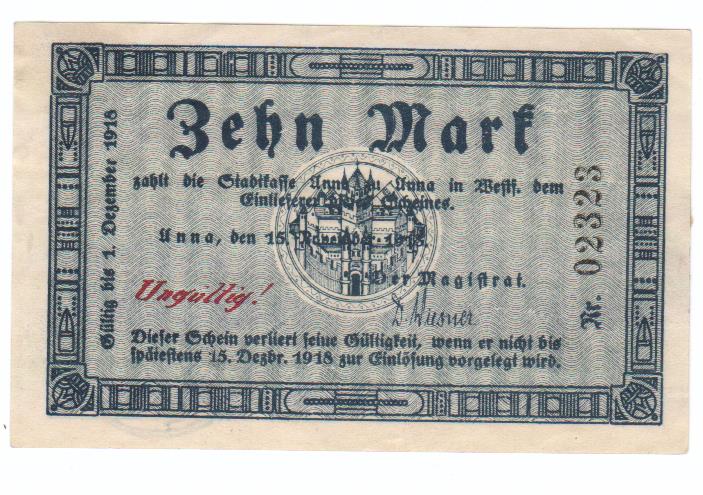 Zehn Mark
zahlt die Stadtkasse Unna zu Unna in Westf. dem
Einlieferer dieses Scheines.
Unna, den 15. November 1918.
Der Magistrat.
Ungültig!
Dieser Schein verliert seine Gültigkeit, wenn er nicht bis
spätestens 15. Dezbr. 1918 zur Einlösung vorgelegt wird.
Gültig bis 1. Dezember 1918
Nr. 02323